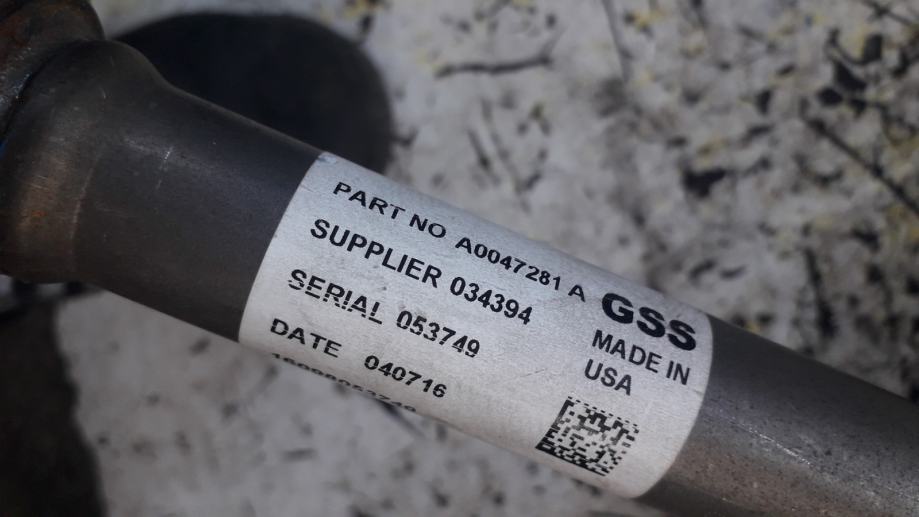 PART NO A0047281 A
SUPPLIER 034394
SERIAL 053749
DATE 040716
GSS
MADE IN
USA